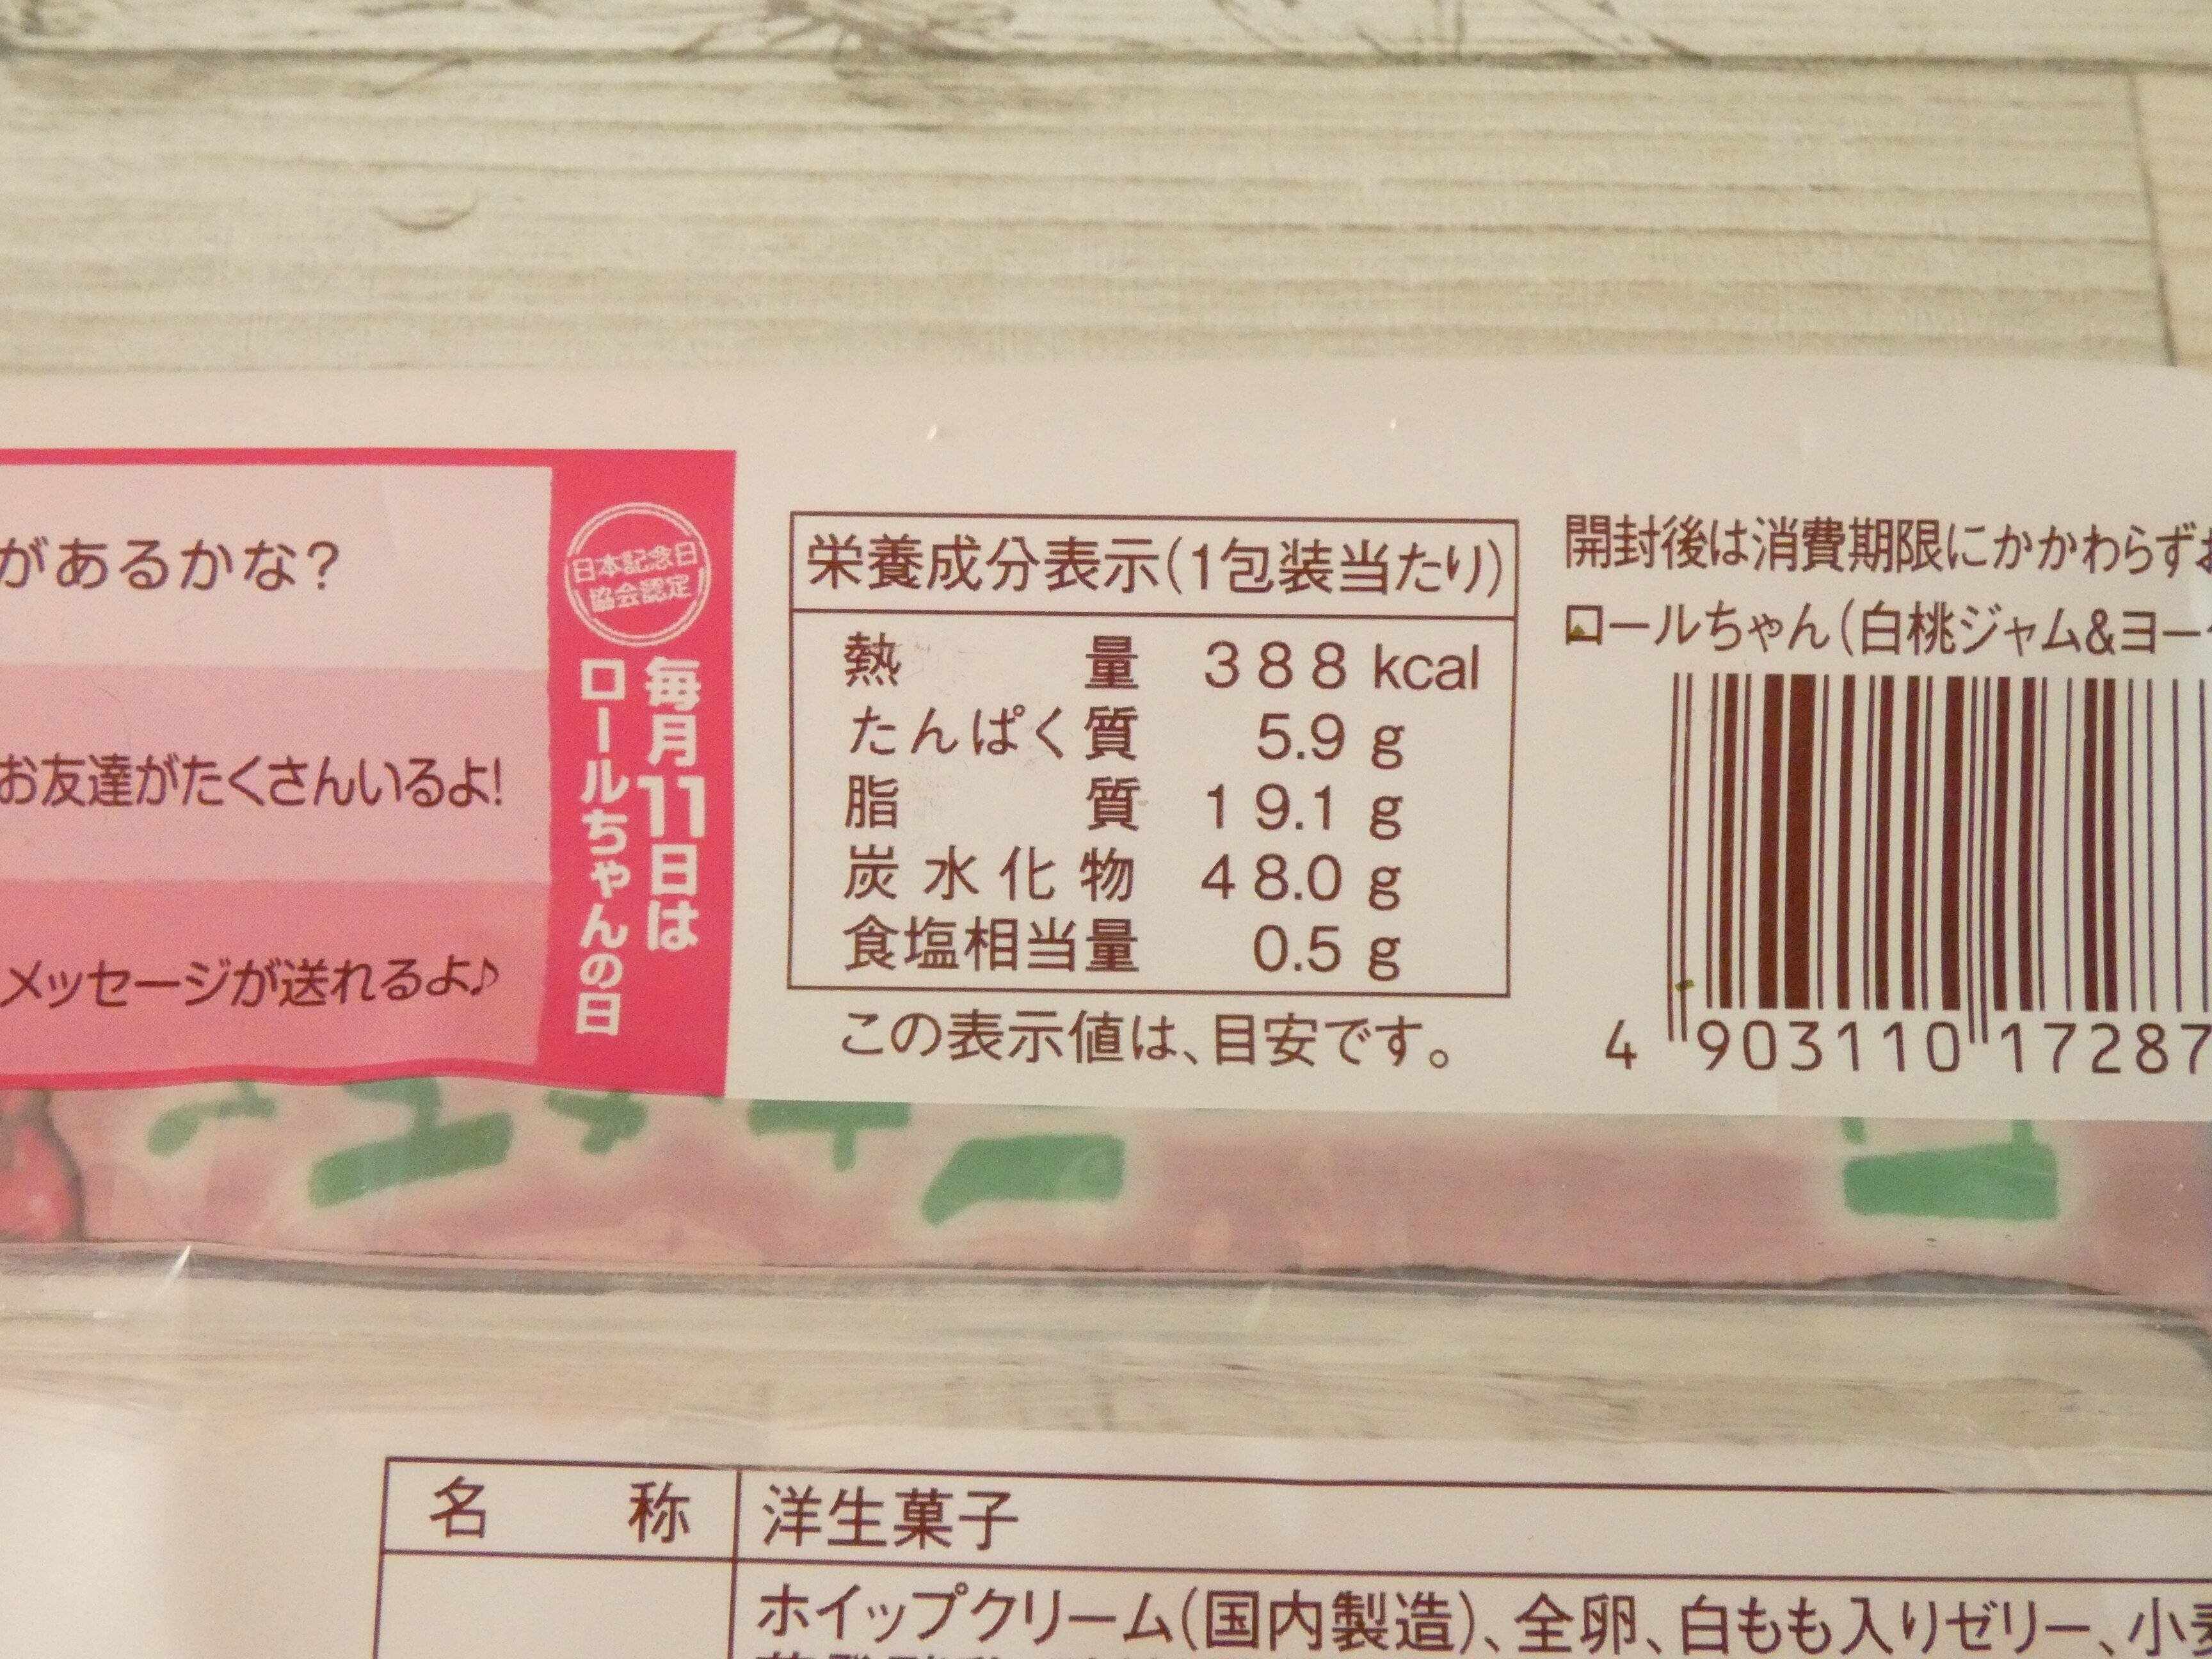 があるかな?
お友達がたくさんいるよ!
メッセージが送れるよ♪
日本記念日
協会認定
毎月11日は
ロールちゃんの日
栄養成分表示(1包装当たり)
熱量 388 kcal
たんぱく質 5.9 g
脂質 19.1 g
炭水化物 48.0 g
食塩相当量 0.5 g
この表示値は、目安です。
開封後は消費期限にかかわらずお
ロールちゃん(白桃ジャム&ヨー
4 903110 17287
名称 洋生菓子
ホイップクリーム(国内製造)、全卵、白もも入りゼリー、小麦